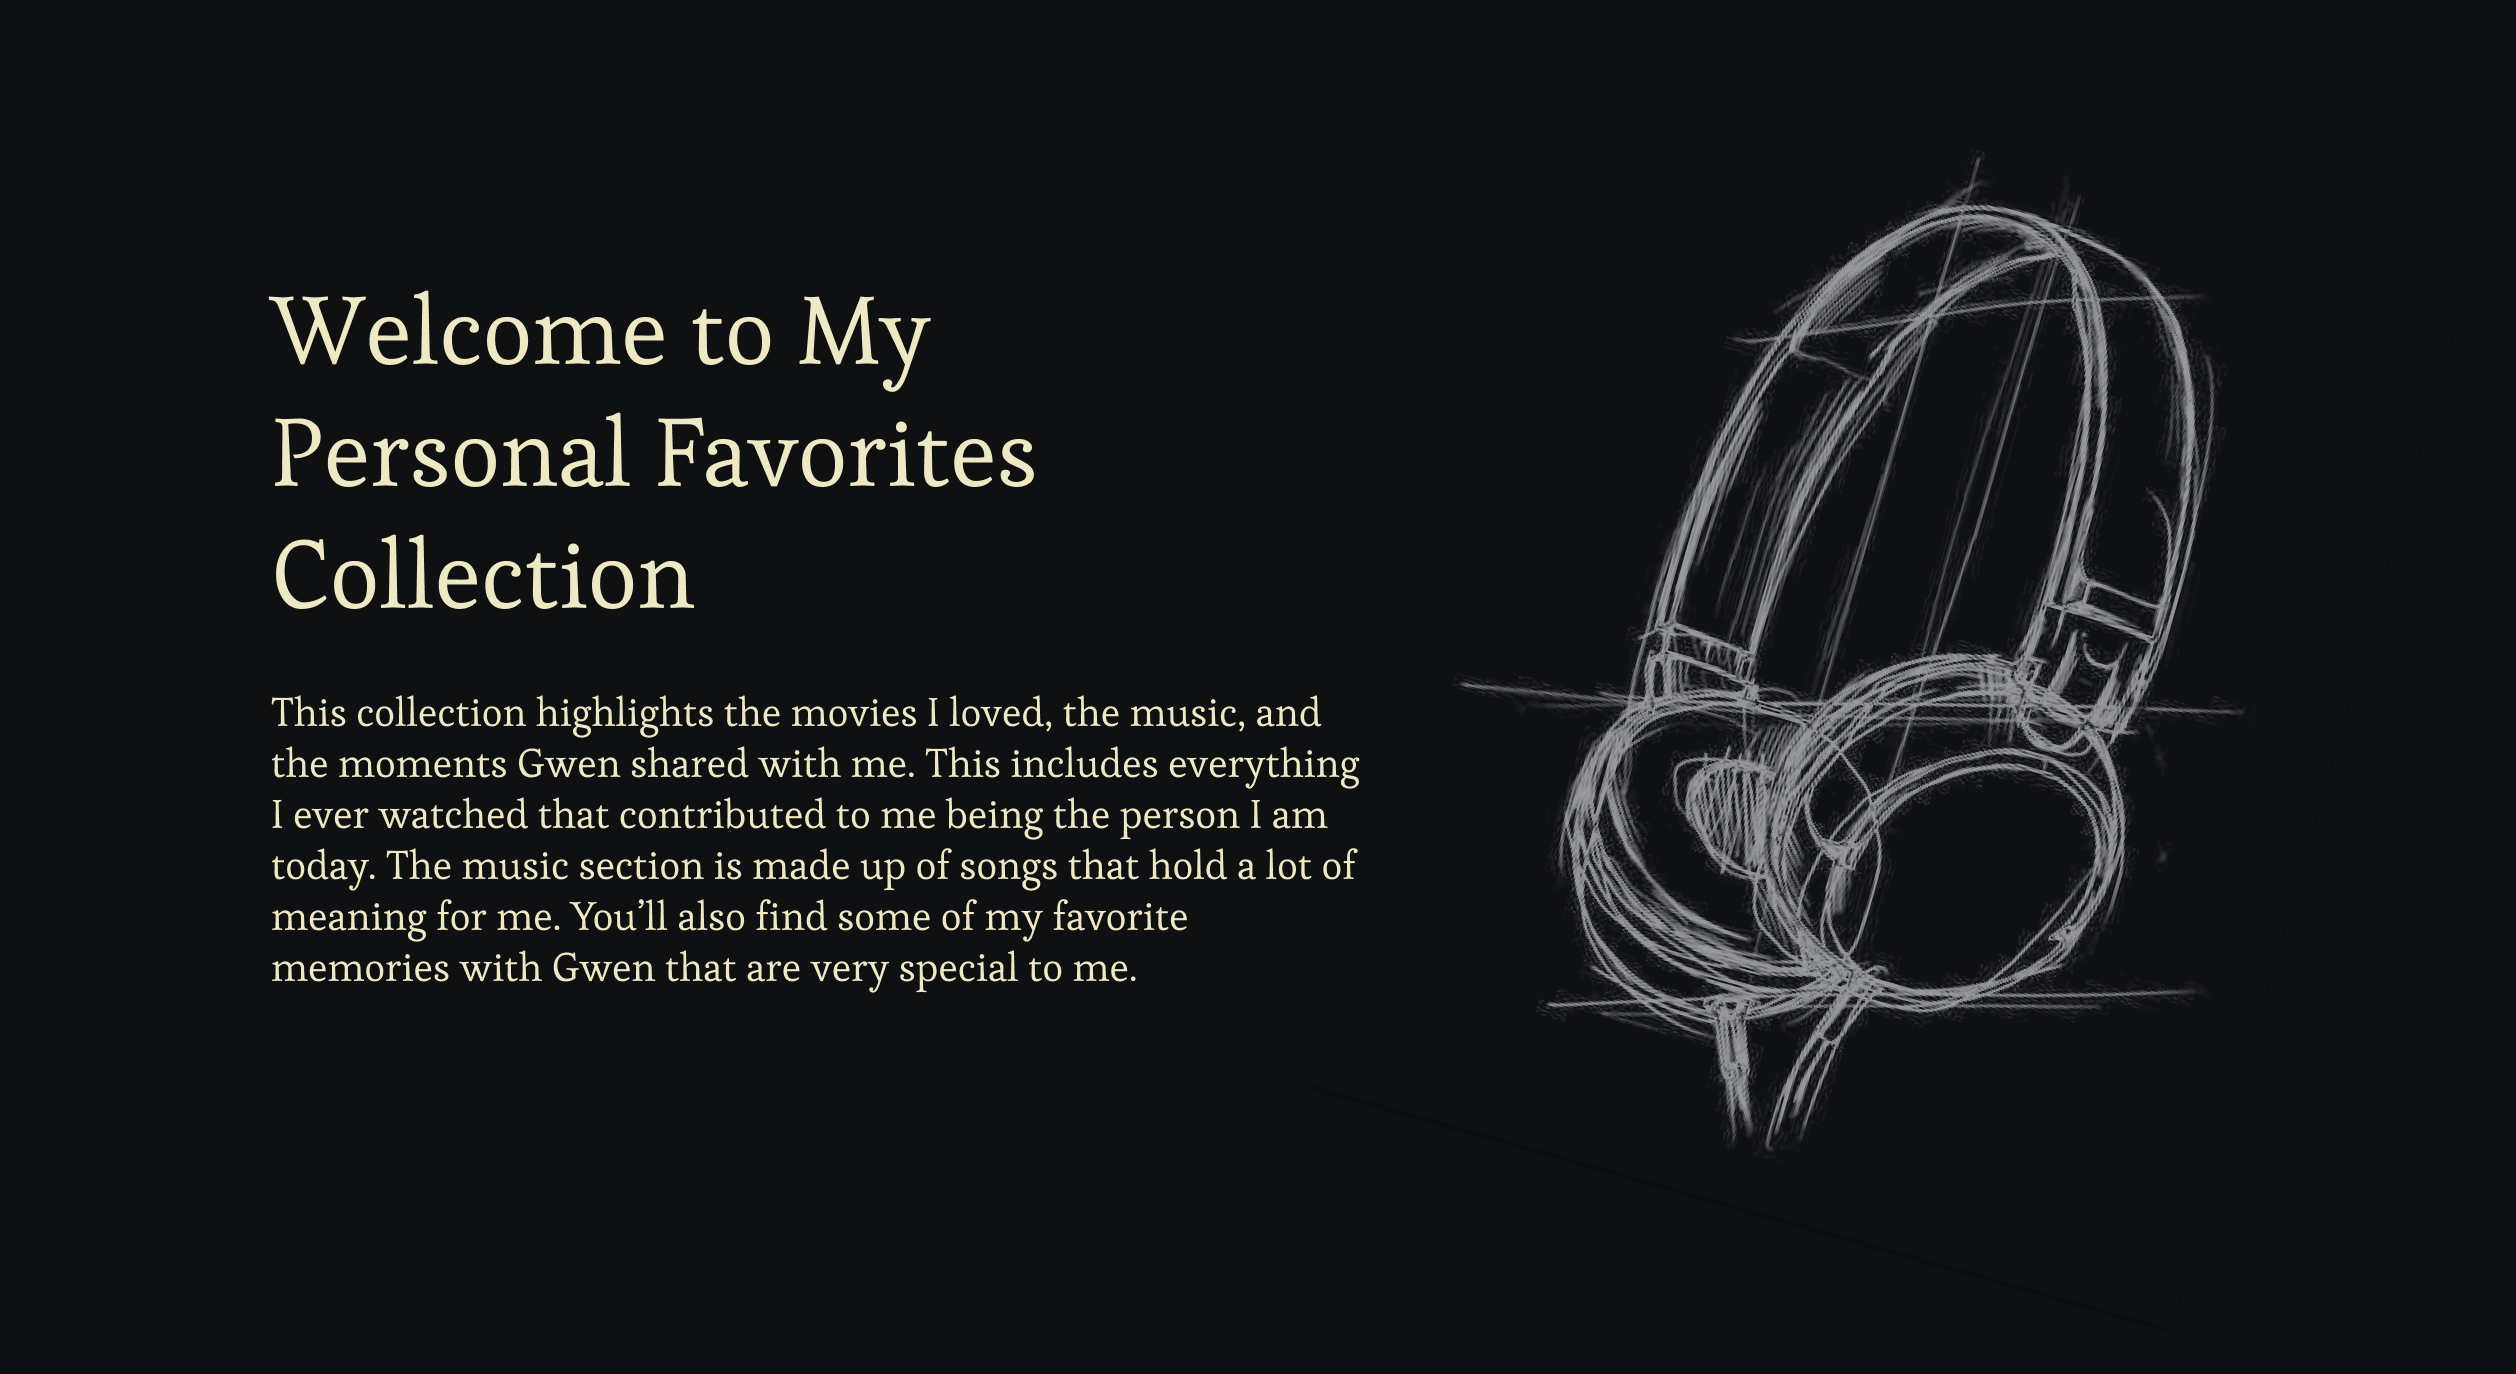 Welcome to My
Personal Favorites
Collection
This collection highlights the movies I loved, the music, and
the moments Gwen shared with me. This includes everything
I ever watched that contributed to me being the person I am
today. The music section is made up of songs that hold a lot of
meaning for me. You’ll also find some of my favorite
memories with Gwen that are very special to me.